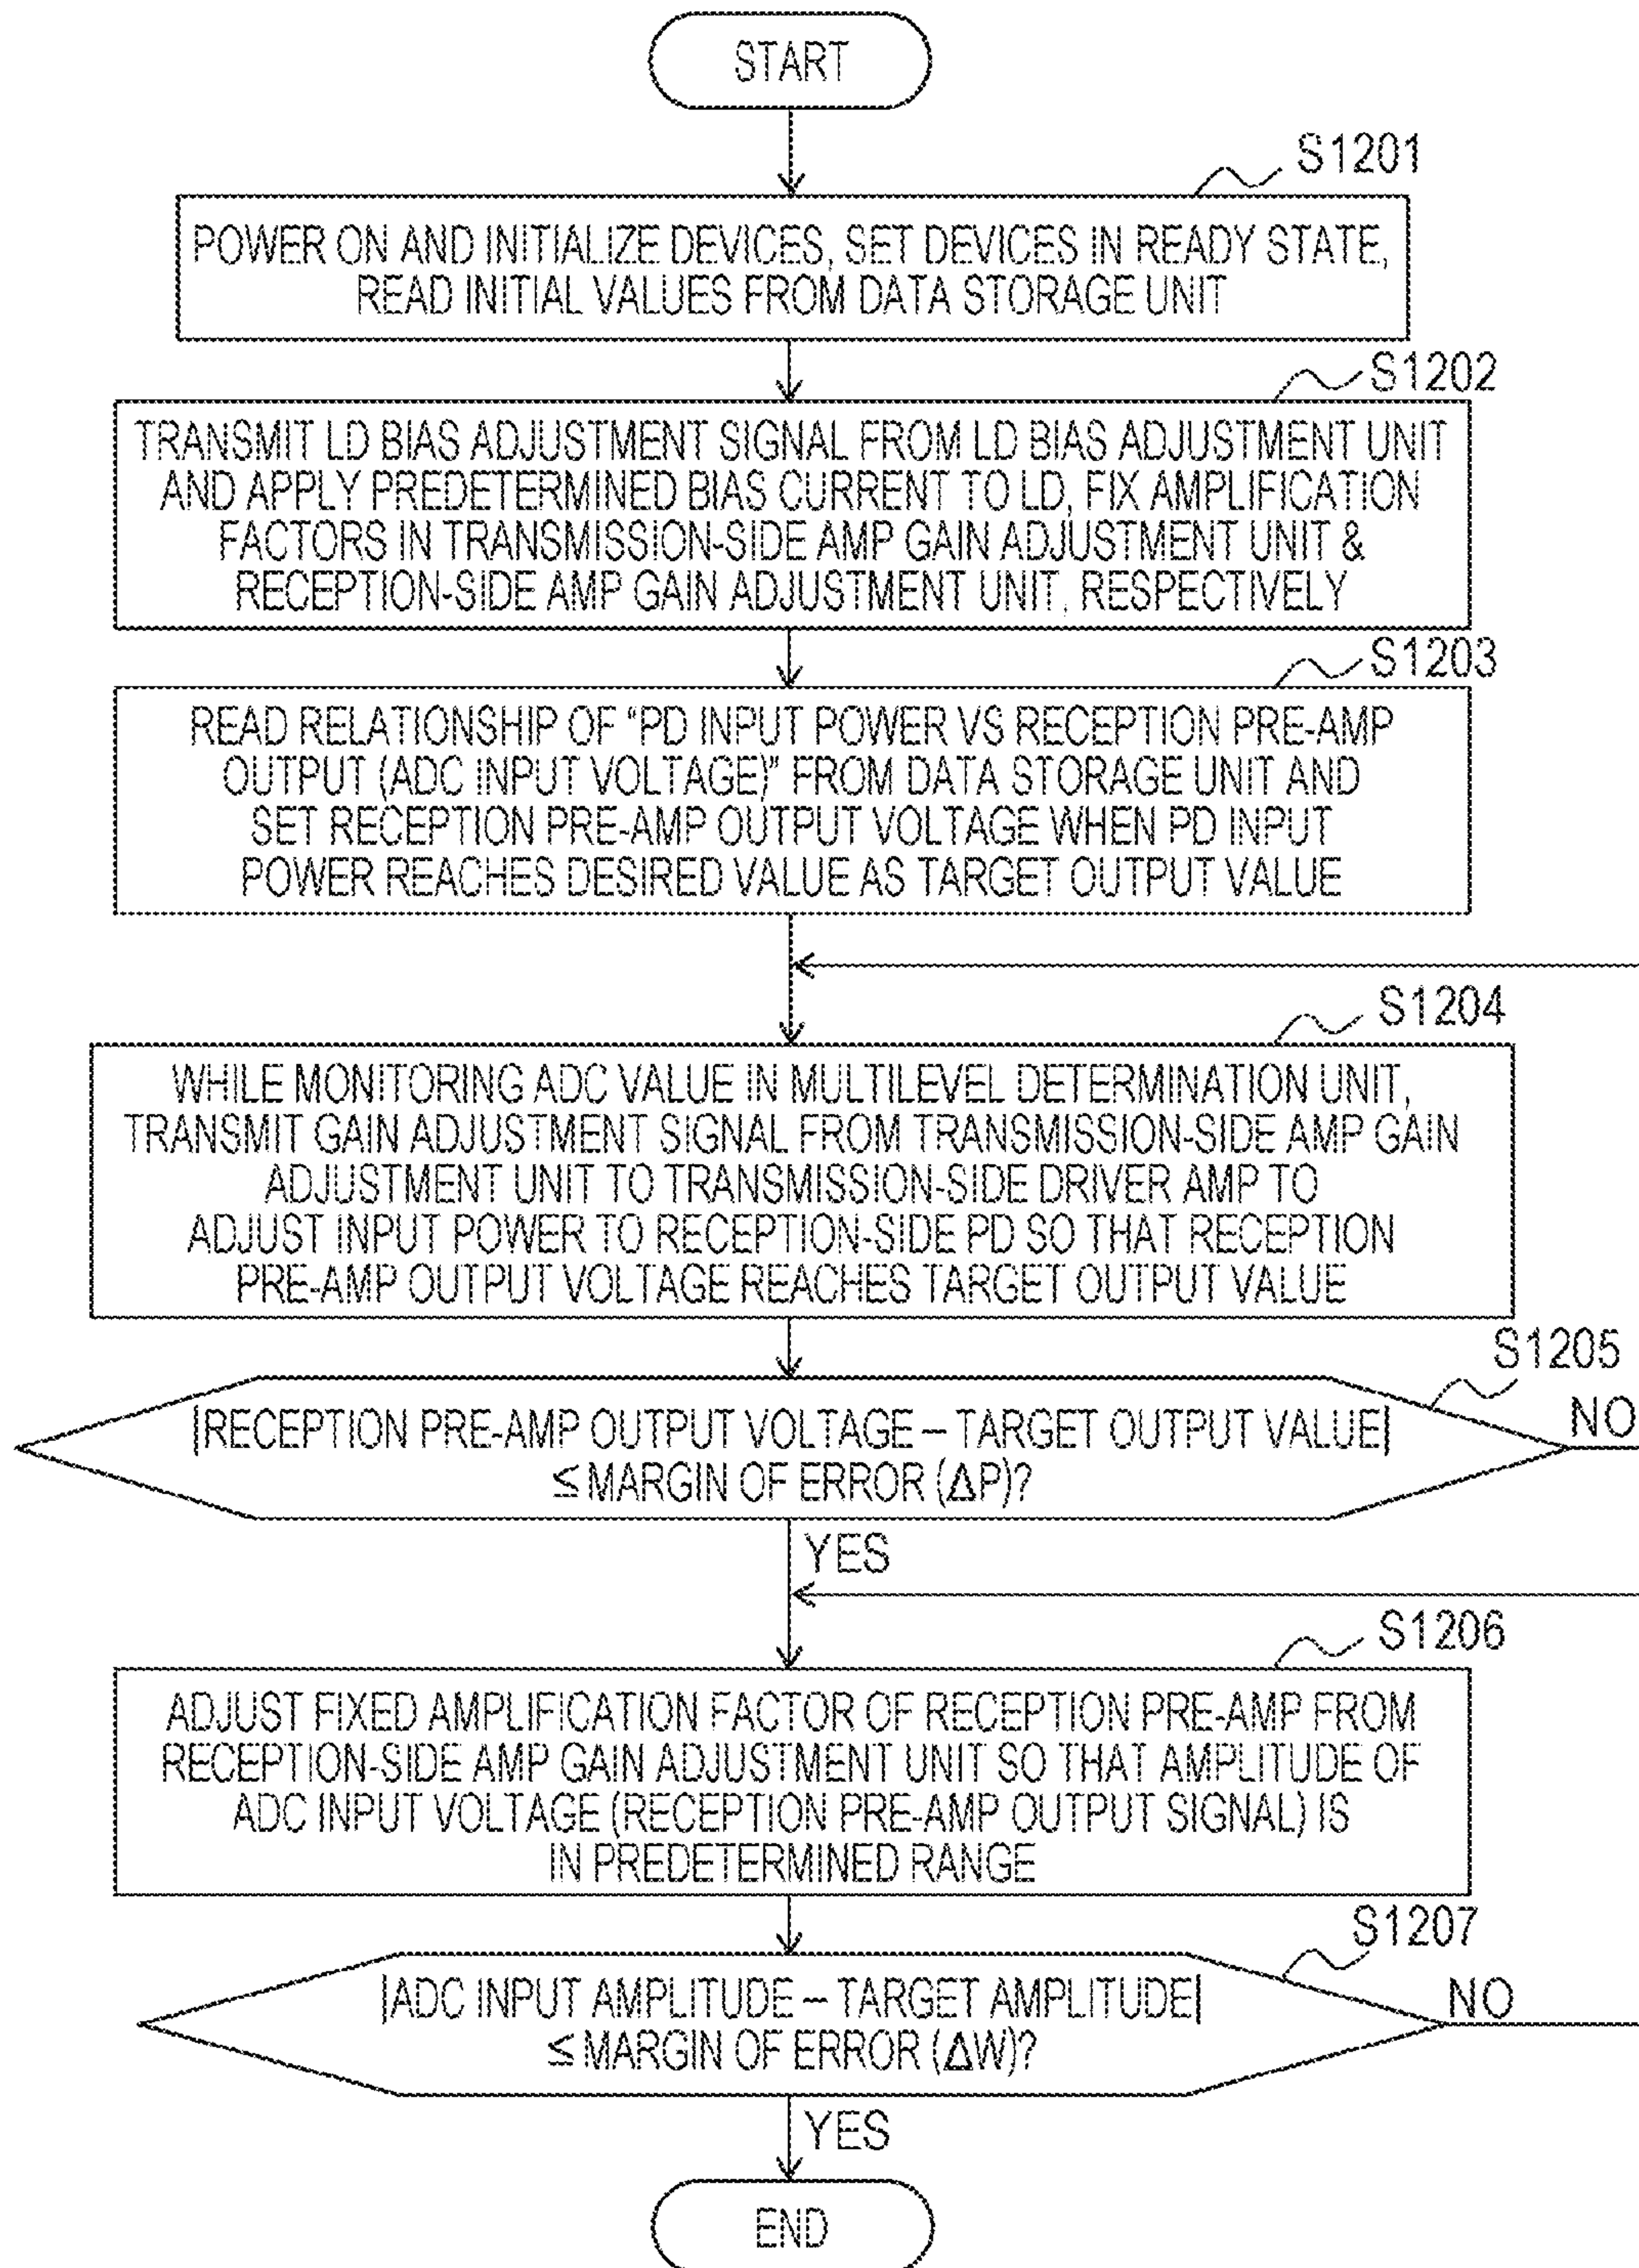 START
S1201
POWER ON AND INITIALIZE DEVICES, SET DEVICES IN READY STATE,
READ INITIAL VALUES FROM DATA STORAGE UNIT
S1202
TRANSMIT LD BIAS ADJUSTMENT SIGNAL FROM LD BIAS ADJUSTMENT UNIT
AND APPLY PREDETERMINED BIAS CURRENT TO LD, FIX AMPLIFICATION
FACTORS IN TRANSMISSION-SIDE AMP GAIN ADJUSTMENT UNIT &
RECEPTION-SIDE AMP GAIN ADJUSTMENT UNIT, RESPECTIVELY
S1203
READ RELATIONSHIP OF "PD INPUT POWER VS RECEPTION PRE-AMP
OUTPUT (ADC INPUT VOLTAGE)" FROM DATA STORAGE UNIT AND
SET RECEPTION PRE-AMP OUTPUT VOLTAGE WHEN PD INPUT
POWER REACHES DESIRED VALUE AS TARGET OUTPUT VALUE
S1204
WHILE MONITORING ADC VALUE IN MULTILEVEL DETERMINATION UNIT,
TRANSMIT GAIN ADJUSTMENT SIGNAL FROM TRANSMISSION-SIDE AMP GAIN
ADJUSTMENT UNIT TO TRANSMISSION-SIDE DRIVER AMP TO
ADJUST INPUT POWER TO RECEPTION-SIDE PD SO THAT RECEPTION
PRE-AMP OUTPUT VOLTAGE REACHES TARGET OUTPUT VALUE
S1205
|RECEPTION PRE-AMP OUTPUT VOLTAGE – TARGET OUTPUT VALUE|
≤ MARGIN OF ERROR (ΔP)?
NO
YES
S1206
ADJUST FIXED AMPLIFICATION FACTOR OF RECEPTION PRE-AMP FROM
RECEPTION-SIDE AMP GAIN ADJUSTMENT UNIT SO THAT AMPLITUDE OF
ADC INPUT VOLTAGE (RECEPTION PRE-AMP OUTPUT SIGNAL) IS
IN PREDETERMINED RANGE
S1207
|ADC INPUT AMPLITUDE – TARGET AMPLITUDE|
≤ MARGIN OF ERROR (ΔW)?
NO
YES
END